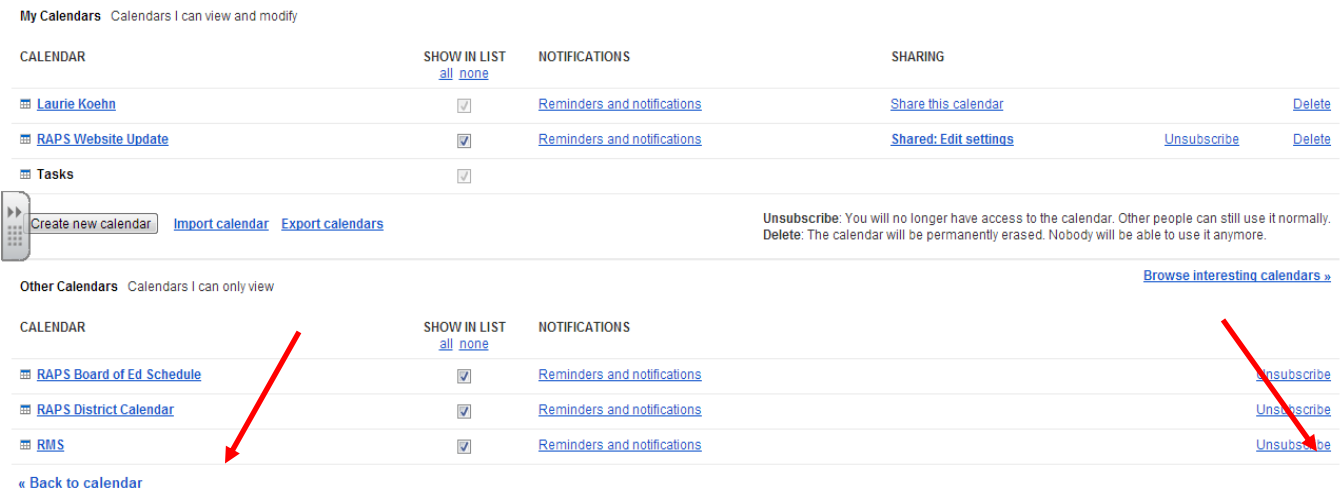 My Calendars Calendars I can view and modify
CALENDAR SHOW IN LIST NOTIFICATIONS SHARING
all none
Laurie Koehn Reminders and notifications Share this calendar Delete
RAPS Website Update Reminders and notifications Shared: Edit settings Unsubscribe Delete
Tasks
Create new calendar Import calendar Export calendars
Unsubscribe: You will no longer have access to the calendar. Other people can still use it normally.
Delete: The calendar will be permanently erased. Nobody will be able to use it anymore.
Browse interesting calendars »
Other Calendars Calendars I can only view
CALENDAR SHOW IN LIST NOTIFICATIONS
all none
RAPS Board of Ed Schedule Reminders and notifications Unsubscribe
RAPS District Calendar Reminders and notifications Unsubscribe
RMS Reminders and notifications Unsubscribe
« Back to calendar